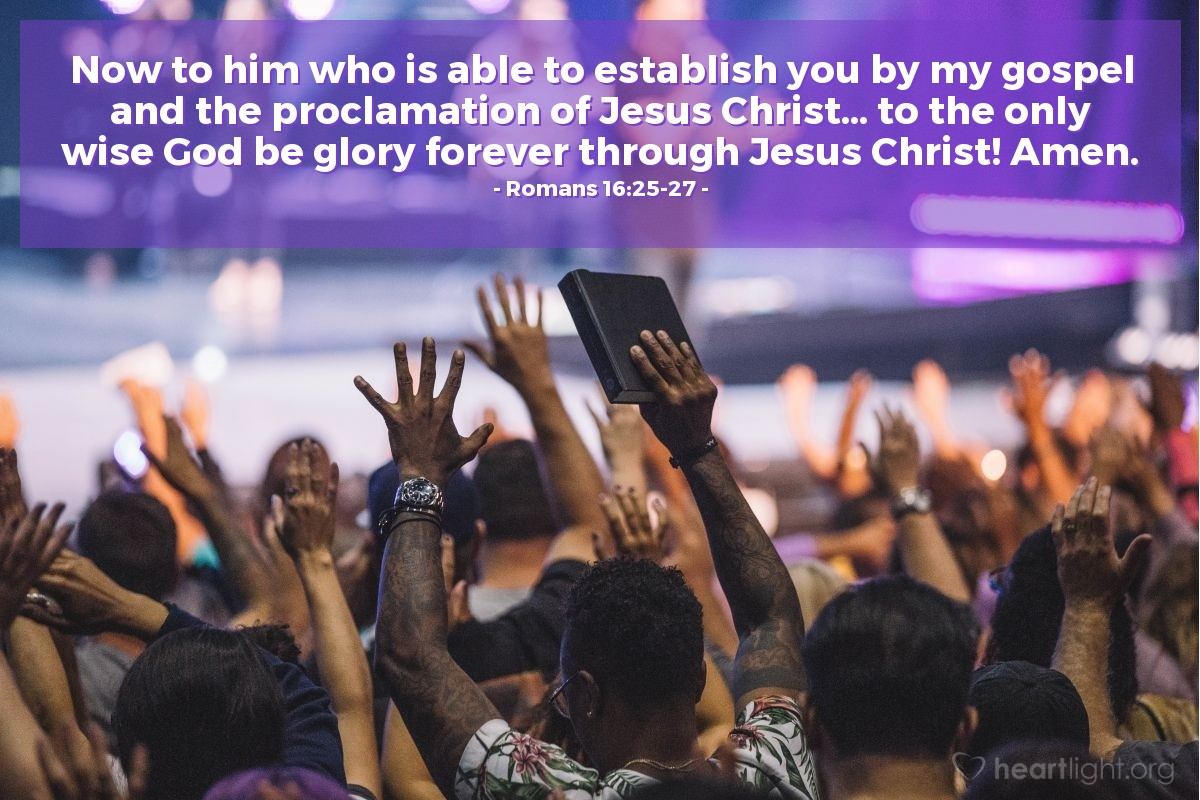 Now to him who is able to establish you by my gospel
and the proclamation of Jesus Christ... to the only
wise God be glory forever through Jesus Christ! Amen.
- Romans 16:25-27 -
heartlight.org